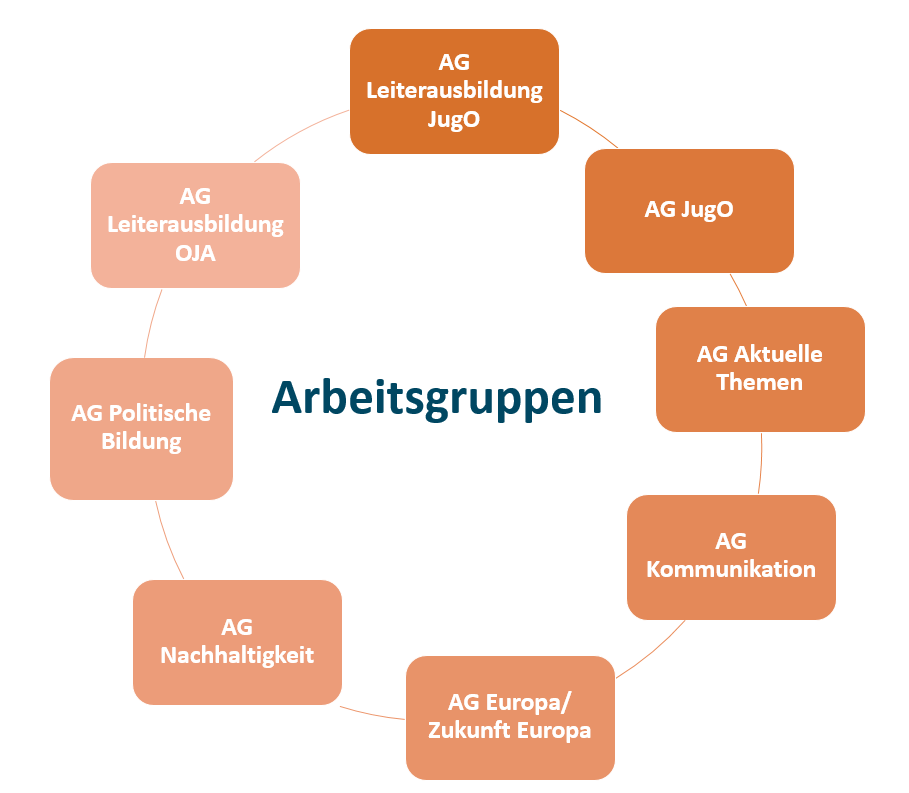 AG
Leiterausbildung
JugO
AG JugO
AG Aktuelle
Themen
AG
Kommunikation
AG Europa/
Zukunft Europa
AG
Nachhaltigkeit
AG Politische
Bildung
AG
Leiterausbildung
OJA
Arbeitsgruppen